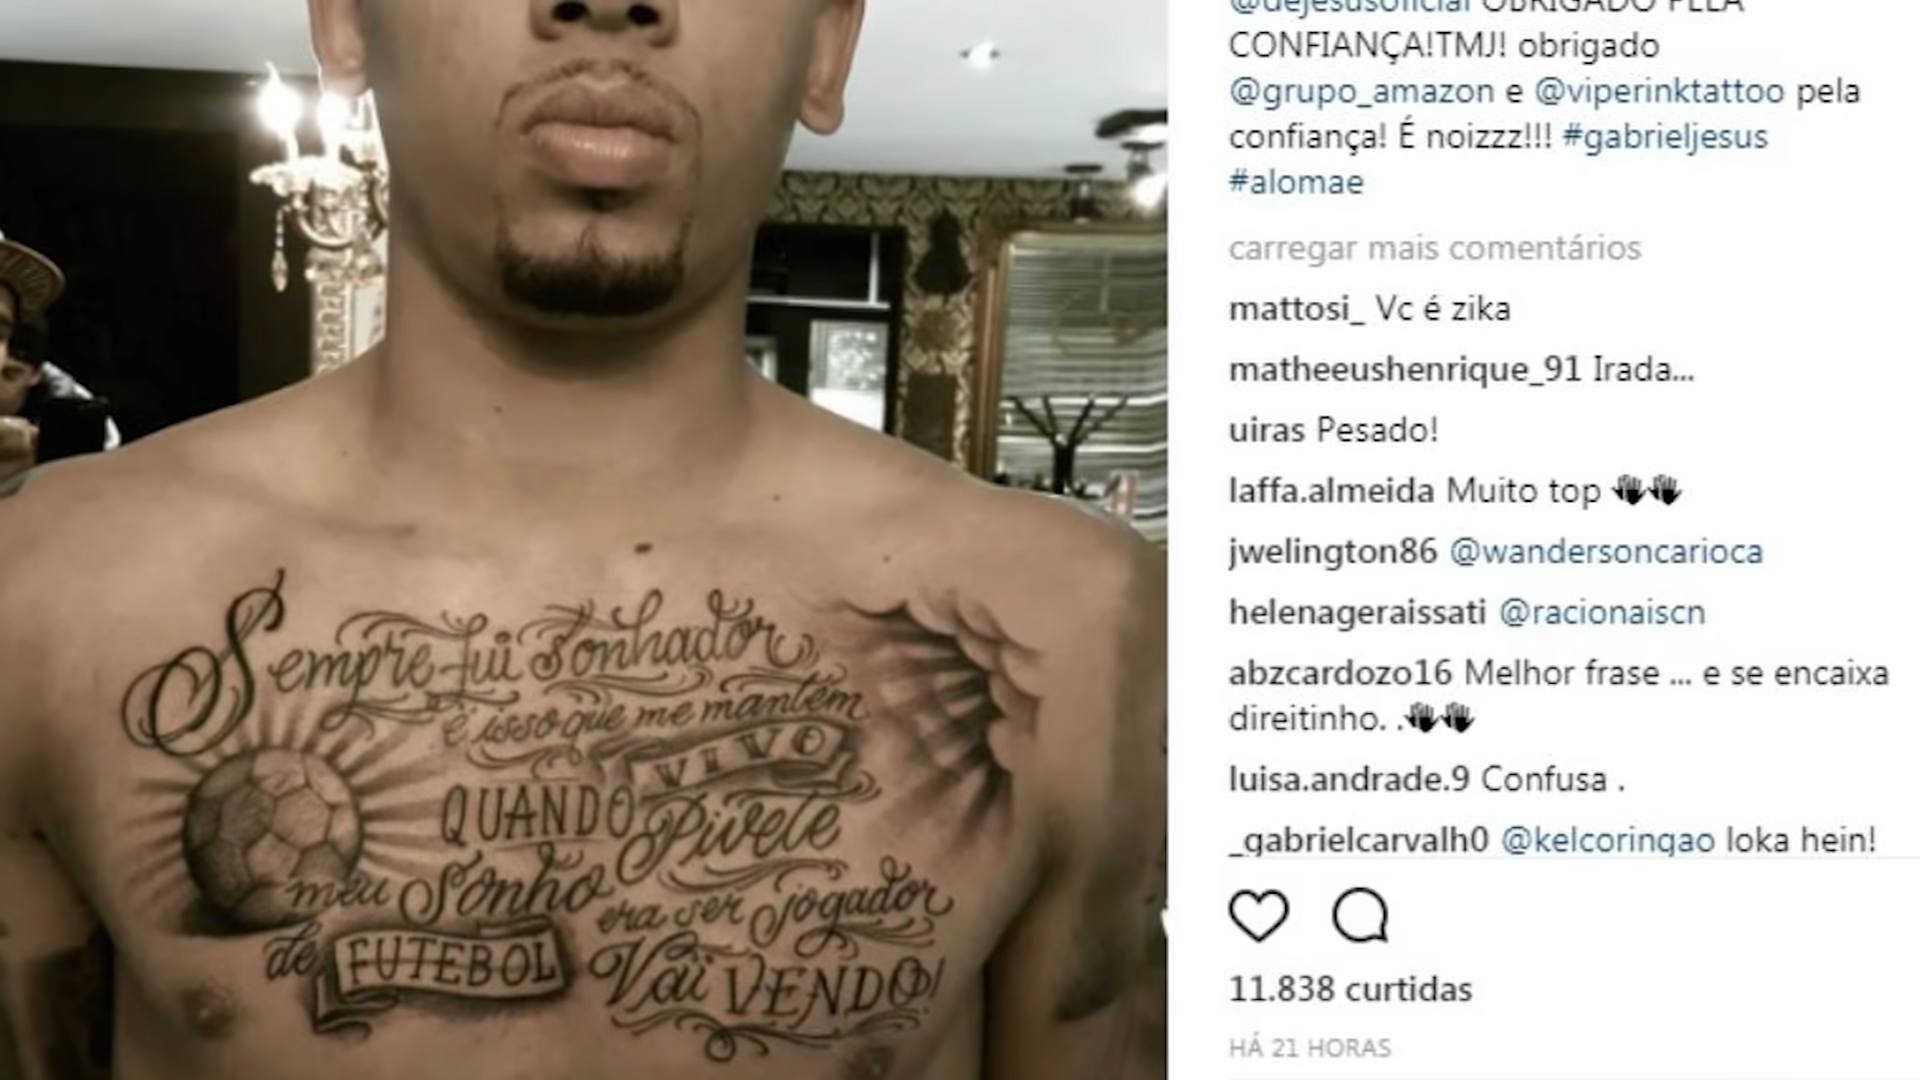 Sempre fui Sonhador
é isso que me mantém
VIVO
QUANDO Pivete
meu Sonho era ser jogador
de FUTEBOL Vai VENDO!
@dejesusoficial OBRIGADO PELA
CONFIANÇA!TMJ! obrigado
@grupo_amazon e @viperinktattoo pela
confiança! É noizzz!!! #gabrieljesus
#alomae
carregar mais comentários
mattosi_ Vc é zika
matheeushenrique_91 Irada...
uiras Pesado!
laffa.almeida Muito top 👋👋
jwelington86 @wandersoncarioca
helenageraissati @racionaiscn
abzcardozo16 Melhor frase ... e se encaixa
direitinho. .👋👋
luisa.andrade.9 Confusa .
_gabrielcarvalh0 @kelcoringao loka hein!
11.838 curtidas
HÁ 21 HORAS